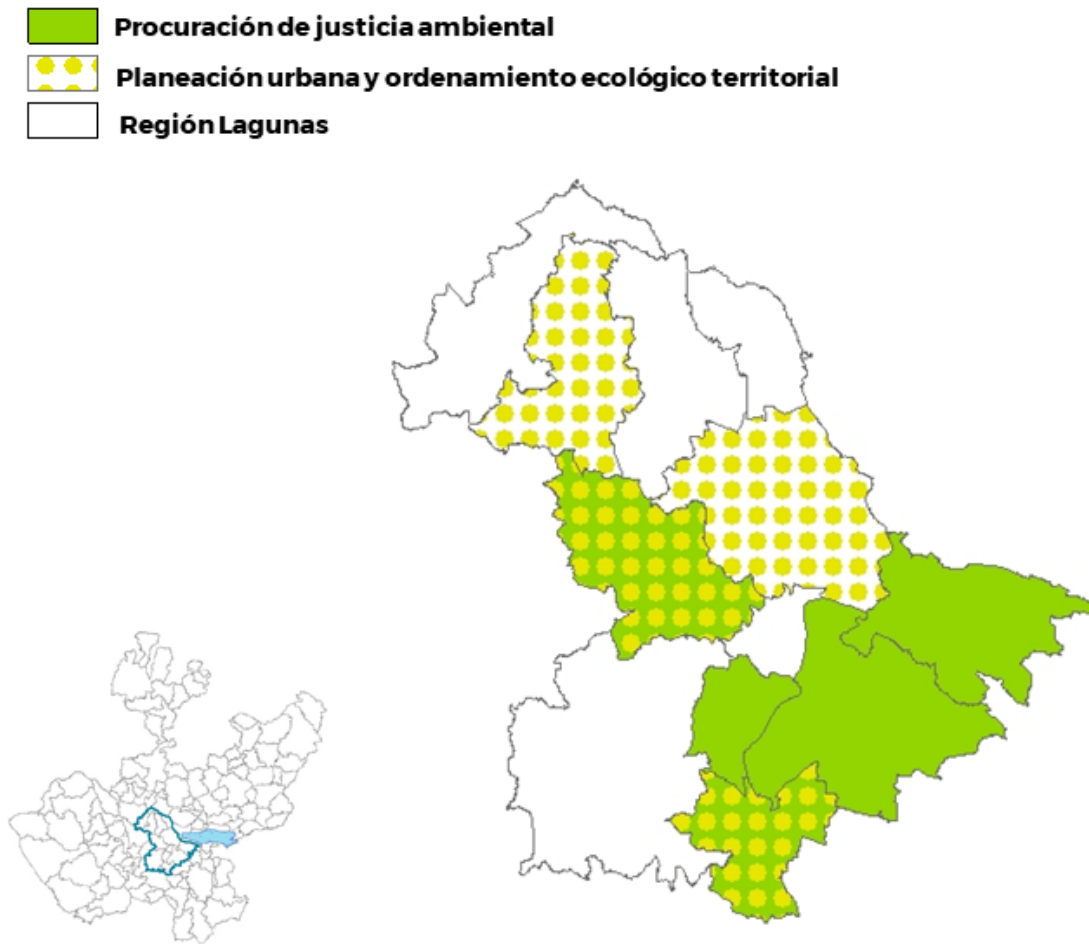 Procuración de justicia ambiental
Planeación urbana y ordenamiento ecológico territorial
Región Lagunas